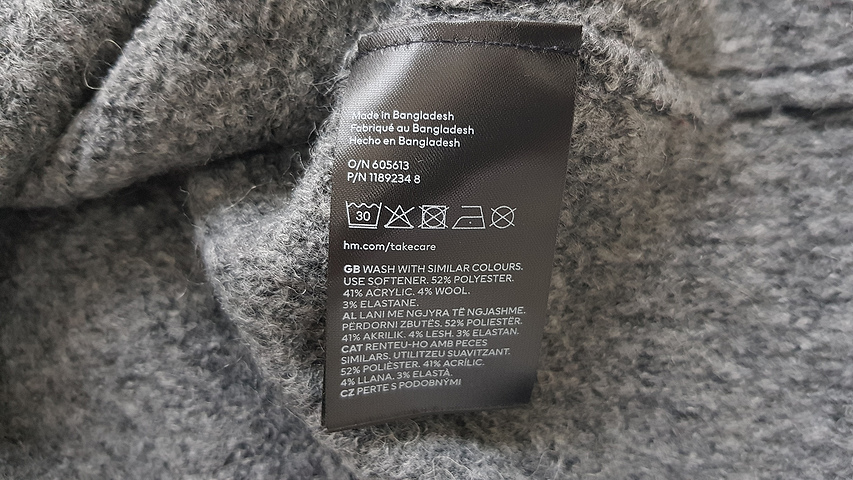 Made in Bangladesh
Fabriqué au Bangladesh
Hecho en Bangladesh
O/N 605613
P/N 1189234 8
30
hm.com/takecare
GB WASH WITH SIMILAR COLOURS.
USE SOFTENER. 52% POLYESTER.
41% ACRYLIC. 4% WOOL.
3% ELASTANE.
AL LANI ME NGJYRA TË NGJASHME.
PËRDORNI ZBUTËS. 52% POLIESTËR.
41% AKRILIK. 4% LESH. 3% ELASTAN.
CAT RENTEU-HO AMB PECES
SIMILARS. UTILITZEU SUAVITZANT.
52% POLIÈSTER. 41% ACRÍLIC.
4% LLANA. 3% ELASTÀ.
CZ PERTE S PODOBNÝMI